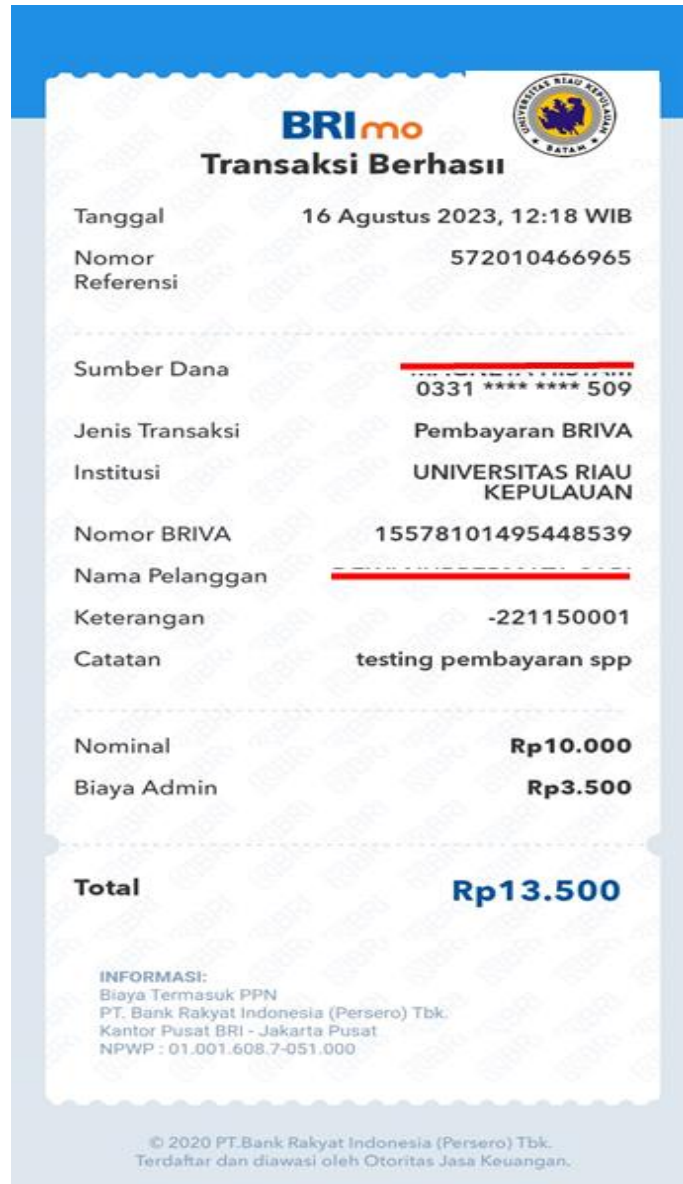 UNIVERSITAS RIAU KEPULAUAN
BATAM
BRImo
Transaksi Berhasil
Tanggal 16 Agustus 2023, 12:18 WIB
Nomor 572010466965
Referensi
Sumber Dana
0331 **** **** 509
Jenis Transaksi Pembayaran BRIVA
Institusi UNIVERSITAS RIAU
KEPULAUAN
Nomor BRIVA 15578101495448539
Nama Pelanggan
Keterangan -221150001
Catatan testing pembayaran spp
Nominal Rp10.000
Biaya Admin Rp3.500
Total Rp13.500
INFORMASI:
Biaya Termasuk PPN
PT. Bank Rakyat Indonesia (Persero) Tbk.
Kantor Pusat BRI - Jakarta Pusat
NPWP : 01.001.608.7-051.000
© 2020 PT.Bank Rakyat Indonesia (Persero) Tbk.
Terdaftar dan diawasi oleh Otoritas Jasa Keuangan.